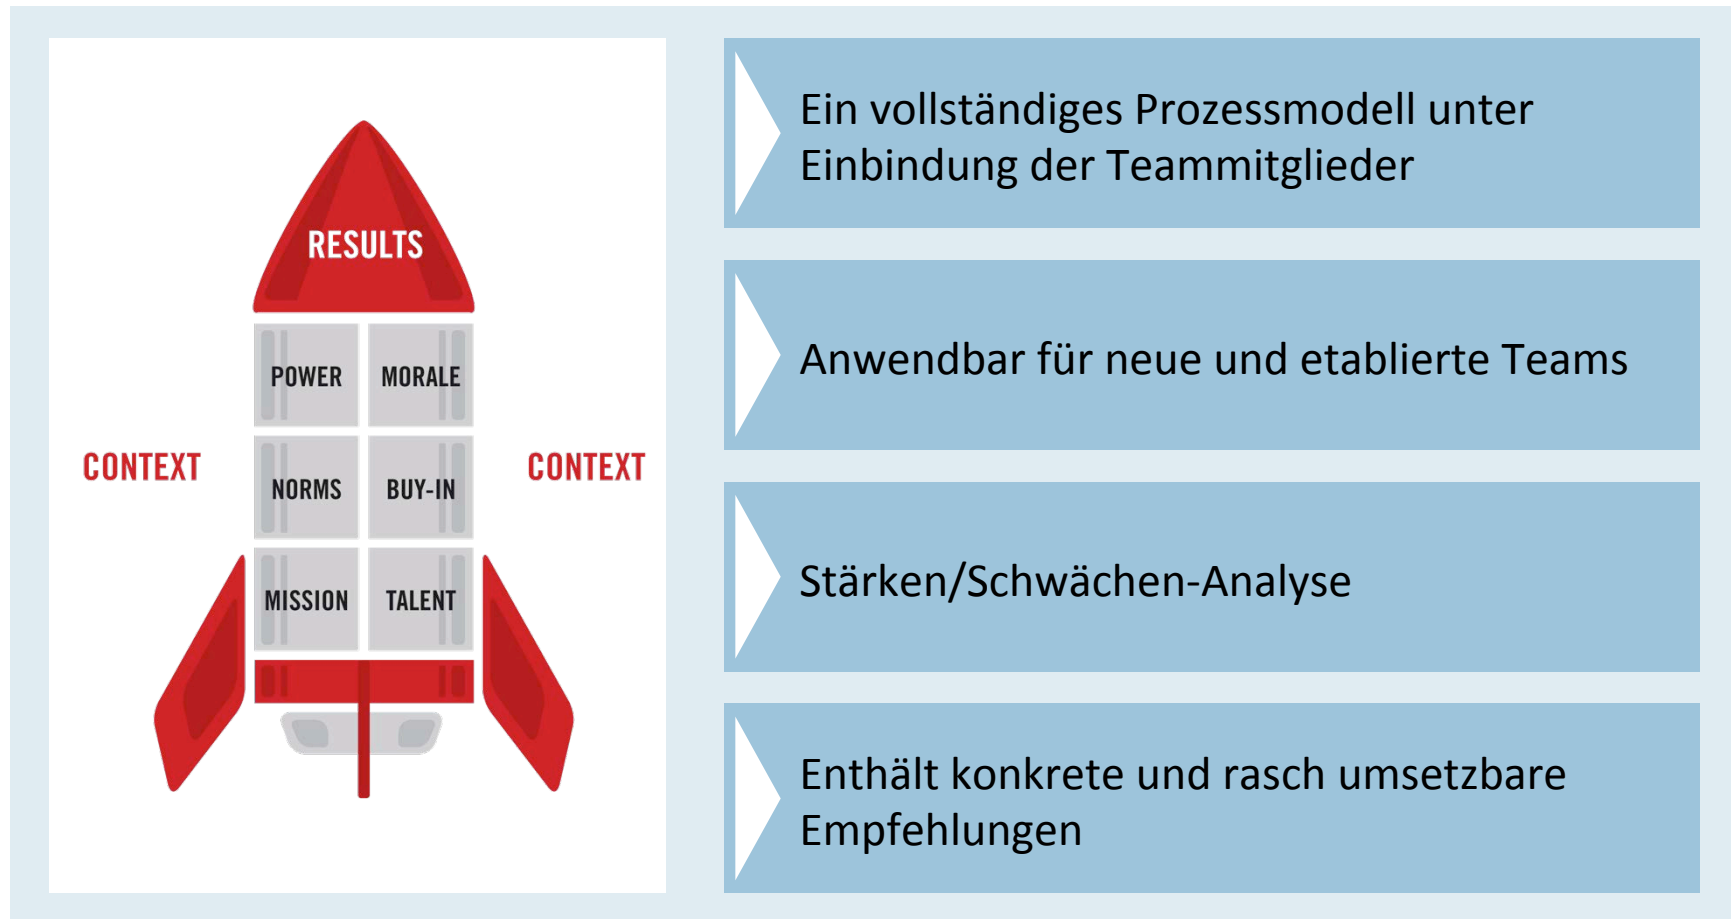 RESULTS
POWER
MORALE
CONTEXT
NORMS
BUY-IN
CONTEXT
MISSION
TALENT
Ein vollständiges Prozessmodell unter
Einbindung der Teammitglieder
Anwendbar für neue und etablierte Teams
Stärken/Schwächen-Analyse
Enthält konkrete und rasch umsetzbare
Empfehlungen